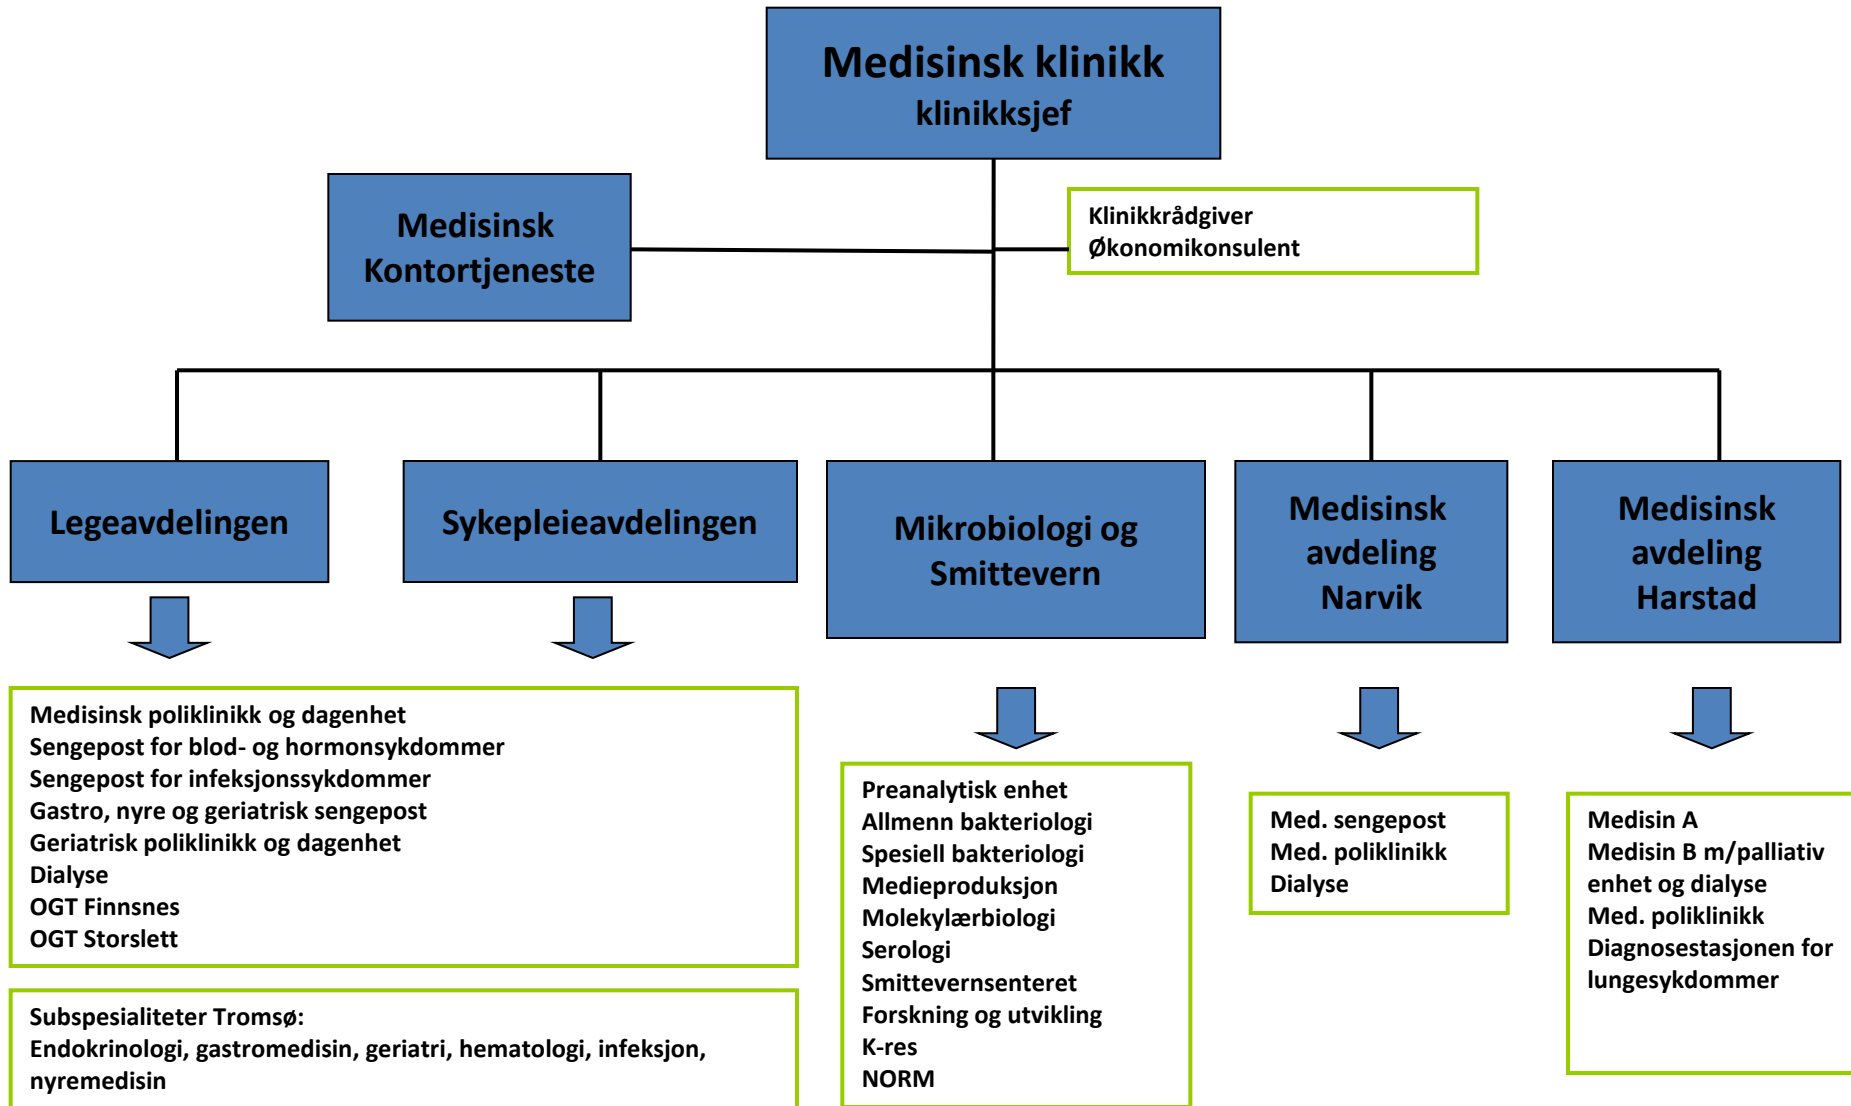 Medisinsk klinikk
klinikksjef
Medisinsk
Kontortjeneste
Klinikkrådgiver
Økonomikonsulent
Legeavdelingen
Sykepleieavdelingen
Mikrobiologi og
Smittevern
Medisinsk
avdeling
Narvik
Medisinsk
avdeling
Harstad
Medisinsk poliklinikk og dagenhet
Sengepost for blod- og hormonsykdommer
Sengepost for infeksjonssykdommer
Gastro, nyre og geriatrisk sengepost
Geriatrisk poliklinikk og dagenhet
Dialyse
OGT Finnsnes
OGT Storslett
Subspesialiteter Tromsø:
Endokrinologi, gastromedisin, geriatri, hematologi, infeksjon,
nyremedisin
Preanalytisk enhet
Allmenn bakteriologi
Spesiell bakteriologi
Medieproduksjon
Molekylærbiologi
Serologi
Smittevernsenteret
Forskning og utvikling
K-res
NORM
Med. sengepost
Med. poliklinikk
Dialyse
Medisin A
Medisin B m/palliativ
enhet og dialyse
Med. poliklinikk
Diagnosestasjonen for
lungesykdommer